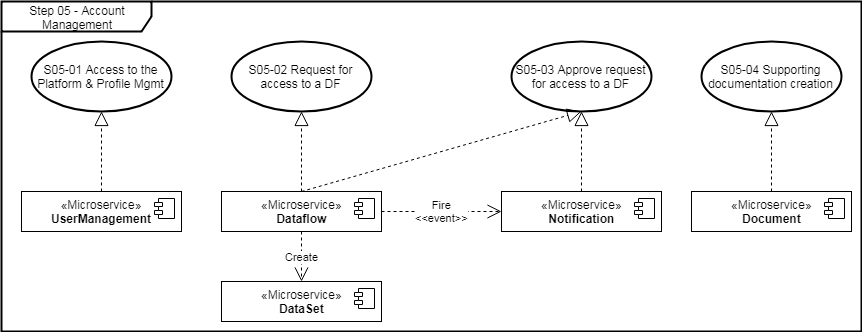 Step 05 - Account
Management
S05-01 Access to the
Platform & Profile Mgmt
S05-02 Request for
access to a DF
S05-03 Approve request
for access to a DF
S05-04 Supporting
documentation creation
«Microservice»
UserManagement
«Microservice»
Dataflow
Fire
<<event>>
«Microservice»
Notification
«Microservice»
Document
Create
«Microservice»
DataSet